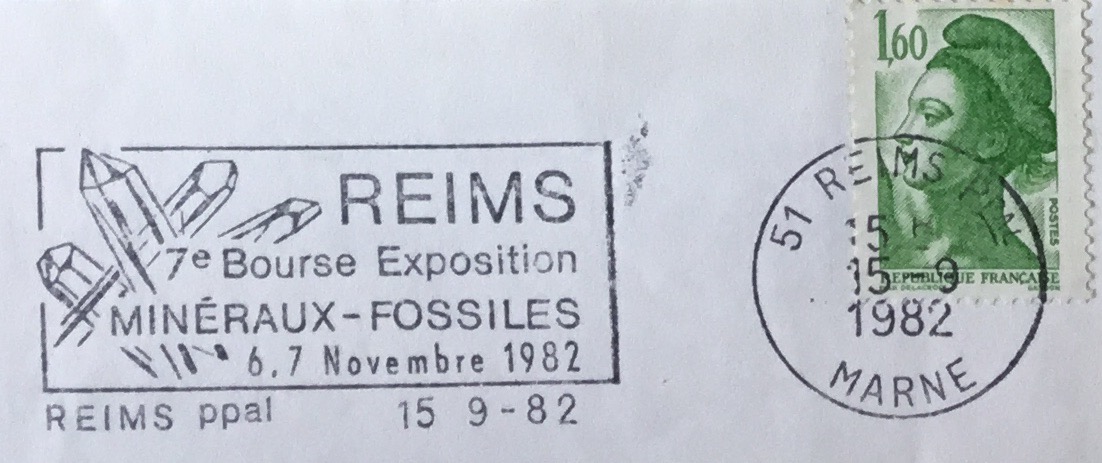 REIMS
7e Bourse Exposition
MINÉRAUX-FOSSILES
6.7 Novembre 1982
REIMS ppal
15 9-82
1,60
POSTES
REPUBLIQUE FRANÇAISE
51 REIMS
15 H
15-9
1982
MARNE